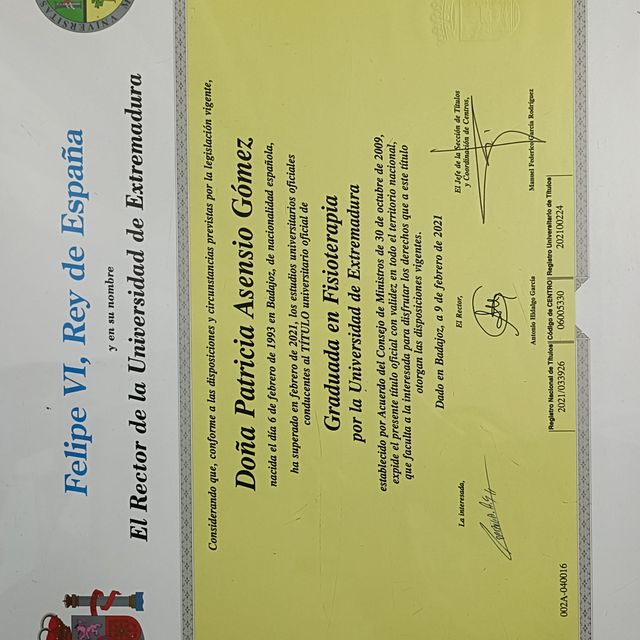 Felipe VI, Rey de España
y en su nombre
El Rector de la Universidad de Extremadura
Considerando que, conforme a las disposiciones y circunstancias previstas por la legislación vigente,
Doña Patricia Asensio Gómez
nacida el día 6 de febrero de 1993 en Badajoz, de nacionalidad española,
ha superado en febrero de 2021, los estudios universitarios oficiales
conducentes al TÍTULO universitario oficial de
Graduada en Fisioterapia
por la Universidad de Extremadura
establecido por Acuerdo del Consejo de Ministros de 30 de octubre de 2009,
expide el presente título oficial con validez en todo el territorio nacional,
que faculta a la interesada para disfrutar los derechos que a este título
otorgan las disposiciones vigentes.
Dado en Badajoz, a 9 de febrero de 2021
La interesada,
El Rector,
El Jefe de la Sección de Títulos
y Coordinación de Centros,
Antonio Hidalgo García
Manuel Federico García Rodríguez
Registro Nacional de Títulos Código de CENTRO Registro Universitario de Títulos
2021/033926 06005330 202100224
002A-040016